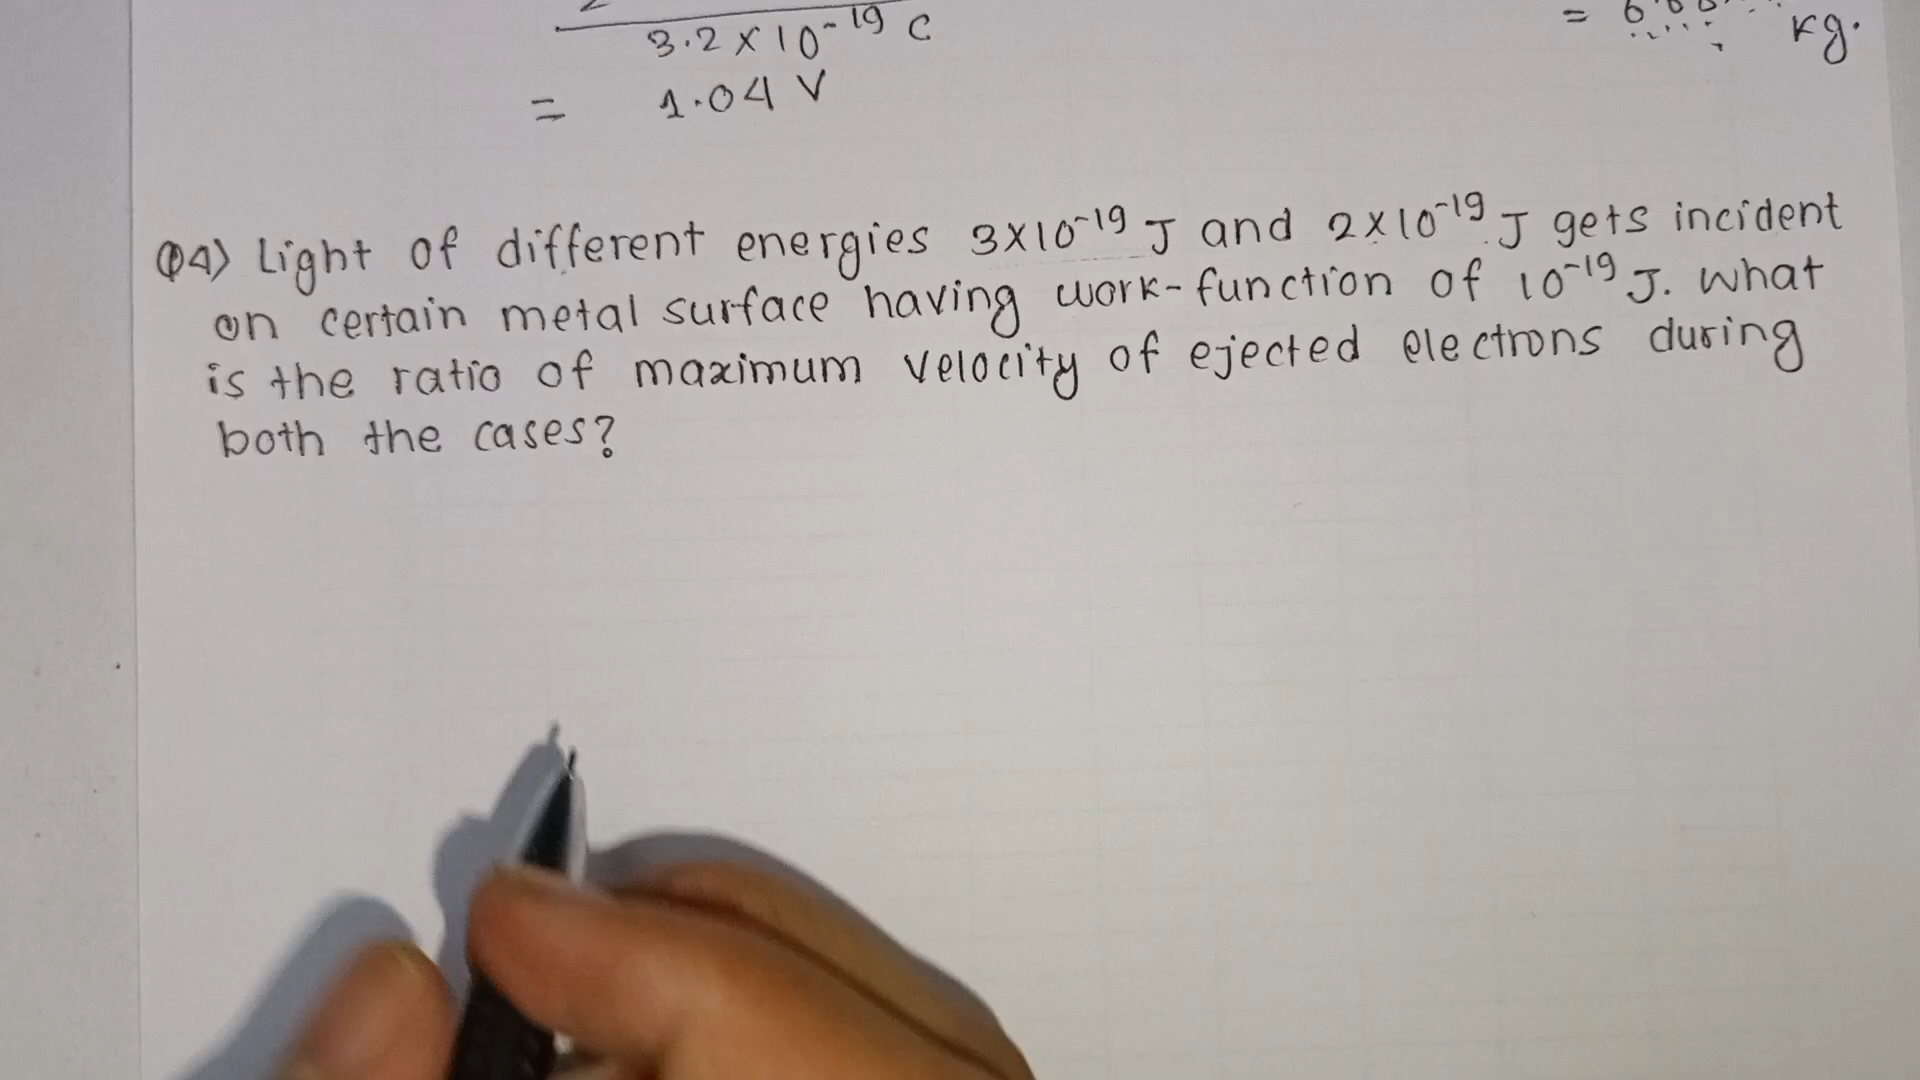 3.2 × 10⁻¹⁹ C
= kg.
= 1.04 V
Q4) Light of different energies 3×10⁻¹⁹ J and 2×10⁻¹⁹ J gets incident
on certain metal surface having work-function of 10⁻¹⁹ J. What
is the ratio of maximum velocity of ejected electrons during
both the cases?